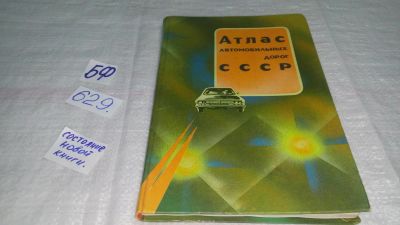 Атлас
автомобильных
дорог
СССР
БФ
629.
состояние
новой
книги.